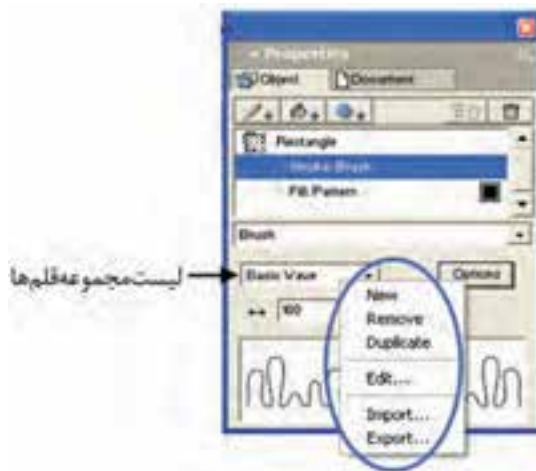 Properties
Object Document
Rectangle
Stroke Brush
Fill Pattern
Brush
لیست‌مجموعه‌قلم‌ها
Basic Wave Options
100
New
Remove
Duplicate
Edit...
Import...
Export...